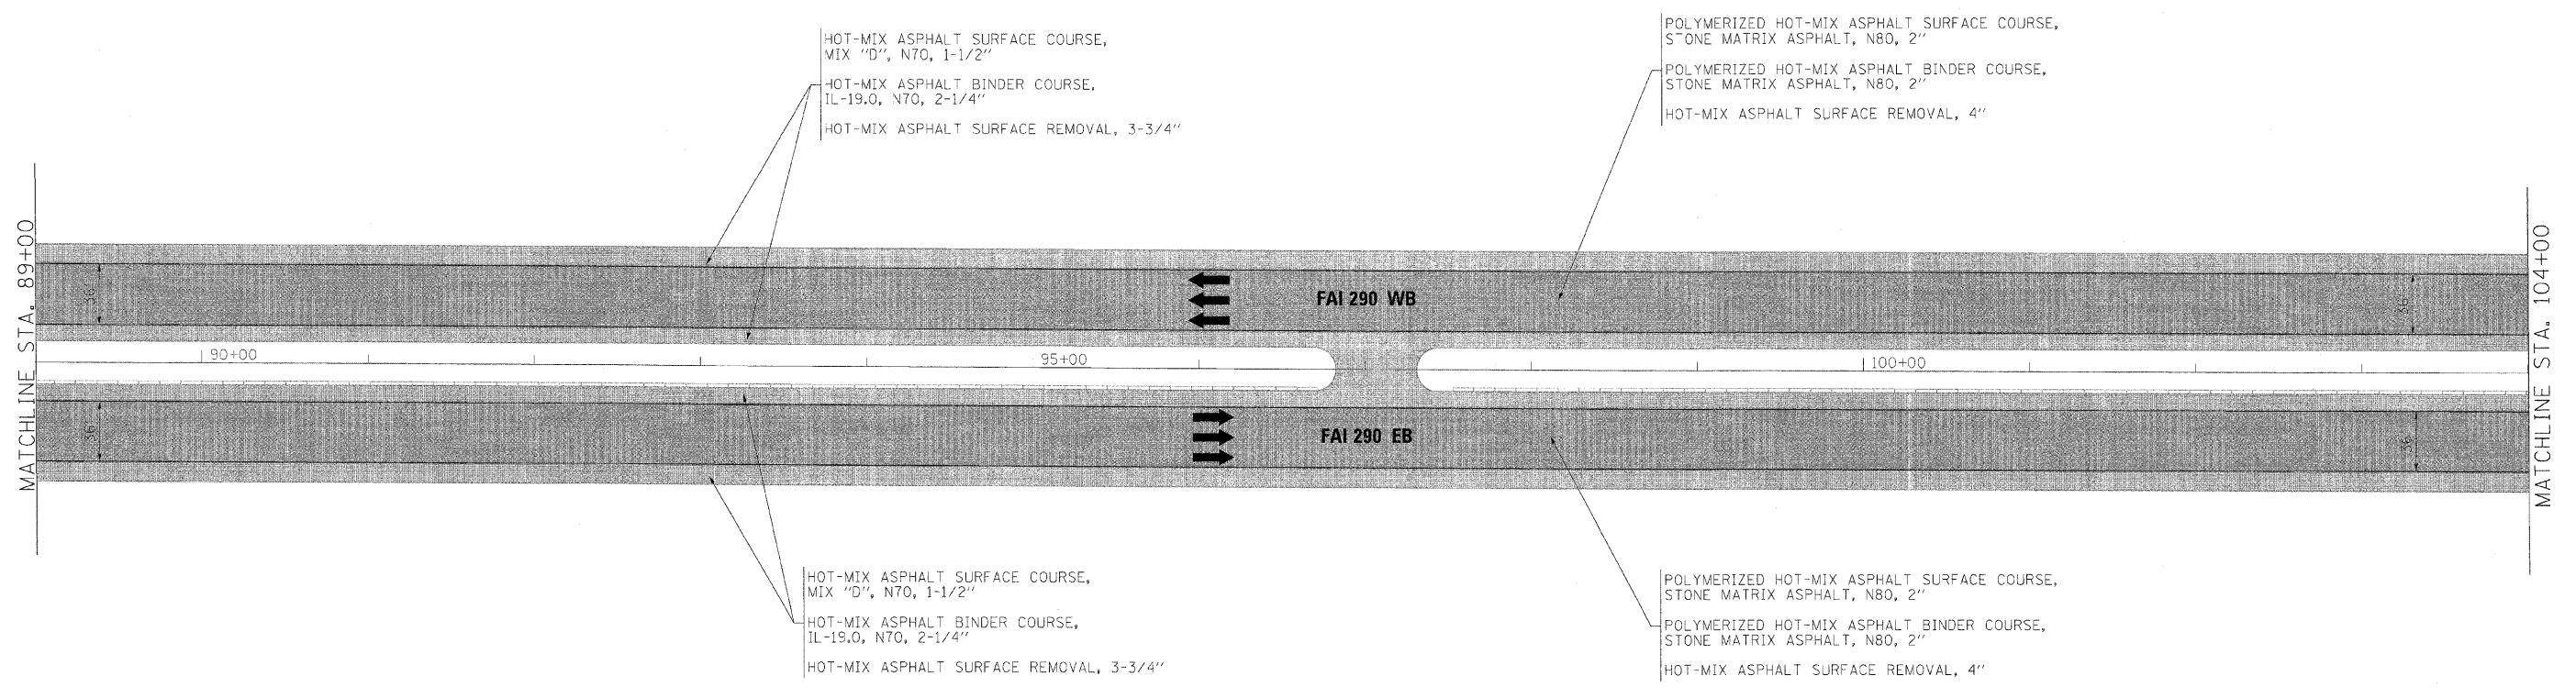 HOT-MIX ASPHALT SURFACE COURSE,
MIX "D", N70, 1-1/2"
HOT-MIX ASPHALT BINDER COURSE,
IL-19.0, N70, 2-1/4"
HOT-MIX ASPHALT SURFACE REMOVAL, 3-3/4"
POLYMERIZED HOT-MIX ASPHALT SURFACE COURSE,
STONE MATRIX ASPHALT, N80, 2"
POLYMERIZED HOT-MIX ASPHALT BINDER COURSE,
STONE MATRIX ASPHALT, N80, 2"
HOT-MIX ASPHALT SURFACE REMOVAL, 4"
MATCHLINE STA. 89+00
36'
FAI 290 WB
36'
MATCHLINE STA. 104+00
90+00
95+00
100+00
36'
FAI 290 EB
36'
HOT-MIX ASPHALT SURFACE COURSE,
MIX "D", N70, 1-1/2"
HOT-MIX ASPHALT BINDER COURSE,
IL-19.0, N70, 2-1/4"
HOT-MIX ASPHALT SURFACE REMOVAL, 3-3/4"
POLYMERIZED HOT-MIX ASPHALT SURFACE COURSE,
STONE MATRIX ASPHALT, N80, 2"
POLYMERIZED HOT-MIX ASPHALT BINDER COURSE,
STONE MATRIX ASPHALT, N80, 2"
HOT-MIX ASPHALT SURFACE REMOVAL, 4"